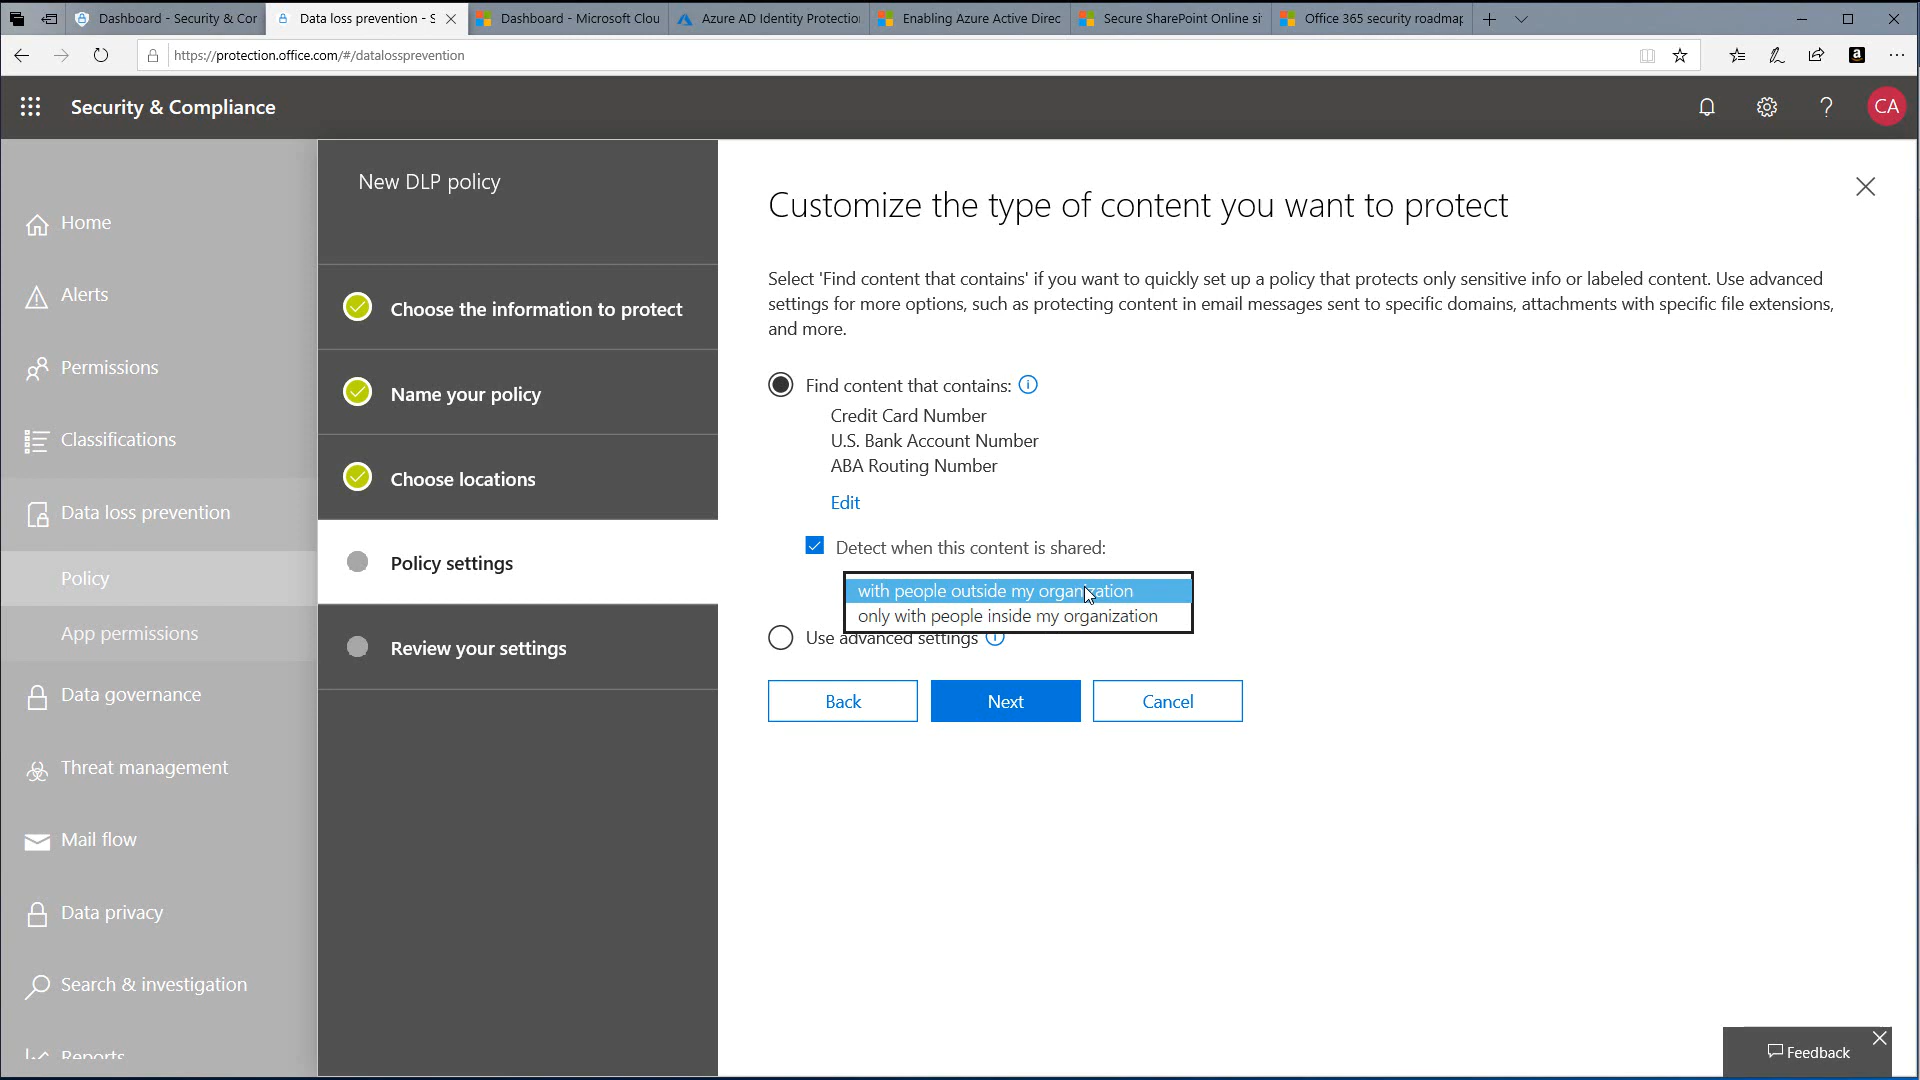 Dashboard - Security & Cor
Data loss prevention - S
Dashboard - Microsoft Clou
Azure AD Identity Protection
Enabling Azure Active Direc
Secure SharePoint Online si
Office 365 security roadmap
https://protection.office.com/#/datalossprevention
Security & Compliance
CA
New DLP policy
Home
Alerts
Permissions
Classifications
Data loss prevention
Policy
App permissions
Data governance
Threat management
Mail flow
Data privacy
Search & investigation
Reports
Choose the information to protect
Name your policy
Choose locations
Policy settings
Review your settings
Customize the type of content you want to protect
Select 'Find content that contains' if you want to quickly set up a policy that protects only sensitive info or labeled content. Use advanced
settings for more options, such as protecting content in email messages sent to specific domains, attachments with specific file extensions,
and more.
Find content that contains:
Credit Card Number
U.S. Bank Account Number
ABA Routing Number
Edit
Detect when this content is shared:
with people outside my organization
only with people inside my organization
Use advanced settings
Back
Next
Cancel
Feedback